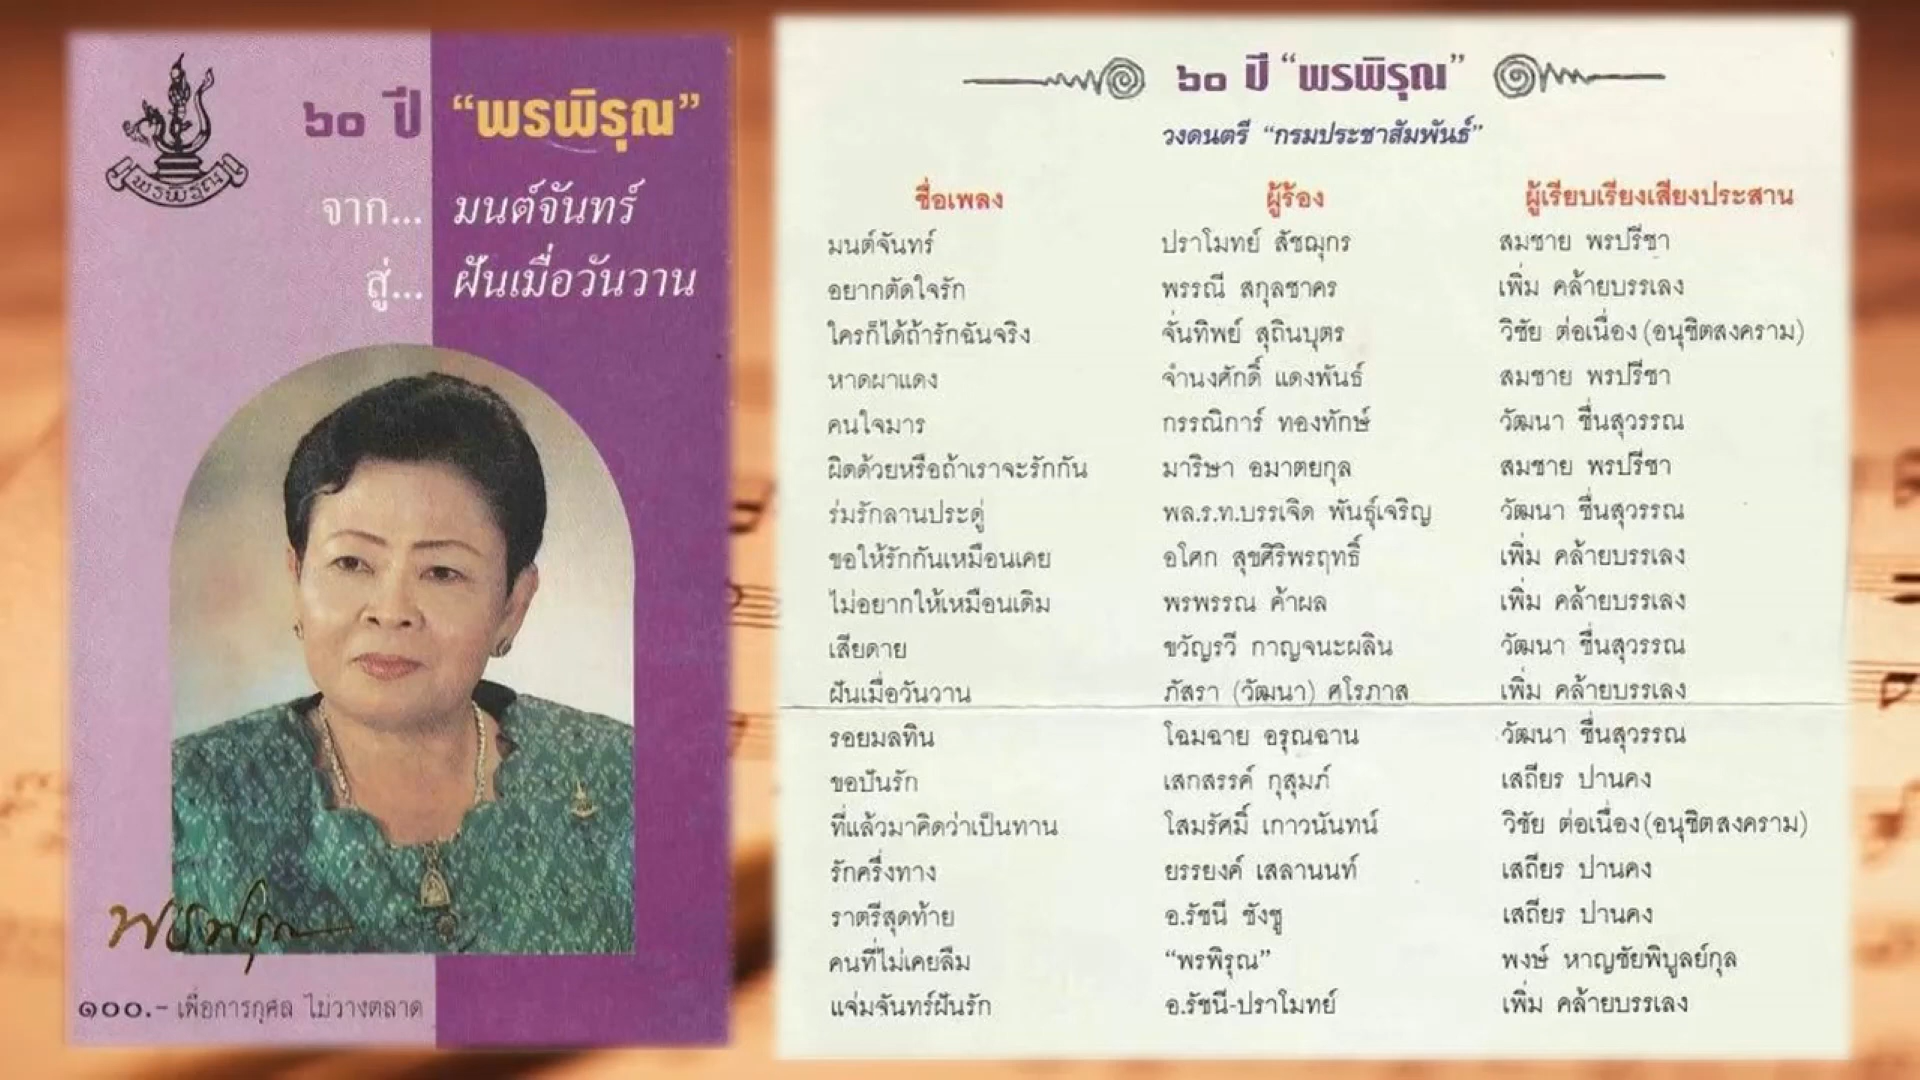 พรพิรุณ
๖๐ ปี “พรพิรุณ”
จาก... มนต์จันทร์
สู่... ฝันเมื่อวันวาน
พรพิรุณ
๑๐๐.- เพื่อการกุศล ไม่วางตลาด
๖๐ ปี “พรพิรุณ”
วงดนตรี “กรมประชาสัมพันธ์”
ชื่อเพลง ผู้ร้อง ผู้เรียบเรียงเสียงประสาน
มนต์จันทร์ ปราโมทย์ ลัชฌุกร สมชาย พรปรีชา
อยากตัดใจรัก พรรณี สกุลชาคร เพิ่ม คล้ายบรรเลง
ใครก็ได้ถ้ารักฉันจริง จั่นทิพย์ สุถินบุตร วิชัย ต่อเนื่อง (อนุชิตสงคราม)
หาดผาแดง จำนงศักดิ์ แดงพันธ์ สมชาย พรปรีชา
คนใจมาร กรรณิการ์ ทองทักษ์ วัฒนา ชื่นสุวรรณ
ผิดด้วยหรือถ้าเราจะรักกัน มาริษา อมาตยกุล สมชาย พรปรีชา
ร่มรักลานประดู่ พล.ร.ท.บรรเจิด พันธุ์เจริญ วัฒนา ชื่นสุวรรณ
ขอให้รักกันเหมือนเคย อโศก สุขศิริพรฤทธิ์ เพิ่ม คล้ายบรรเลง
ไม่อยากให้เหมือนเดิม พรพรรณ ค้าผล เพิ่ม คล้ายบรรเลง
เสียดาย ขวัญรวี กาญจนะผลิน วัฒนา ชื่นสุวรรณ
ฝันเมื่อวันวาน ภัสรา (วัฒนา) ศโรภาส เพิ่ม คล้ายบรรเลง
รอยมลทิน โฉมฉาย อรุณฉาน วัฒนา ชื่นสุวรรณ
ขอปันรัก เสกสรรค์ กุสุมภ์ เสถียร ปานคง
ที่แล้วมาคิดว่าเป็นทาน โสมรัศมิ์ เกาวนันทน์ วิชัย ต่อเนื่อง (อนุชิตสงคราม)
รักครึ่งทาง ยรรยงค์ เสลานนท์ เสถียร ปานคง
ราตรีสุดท้าย อ.รัชนี ชังชู เสถียร ปานคง
คนที่ไม่เคยลืม “พรพิรุณ” พงษ์ หาญชัยพิบูลย์กุล
แจ่มจันทร์ฝันรัก อ.รัชนี-ปราโมทย์ เพิ่ม คล้ายบรรเลง